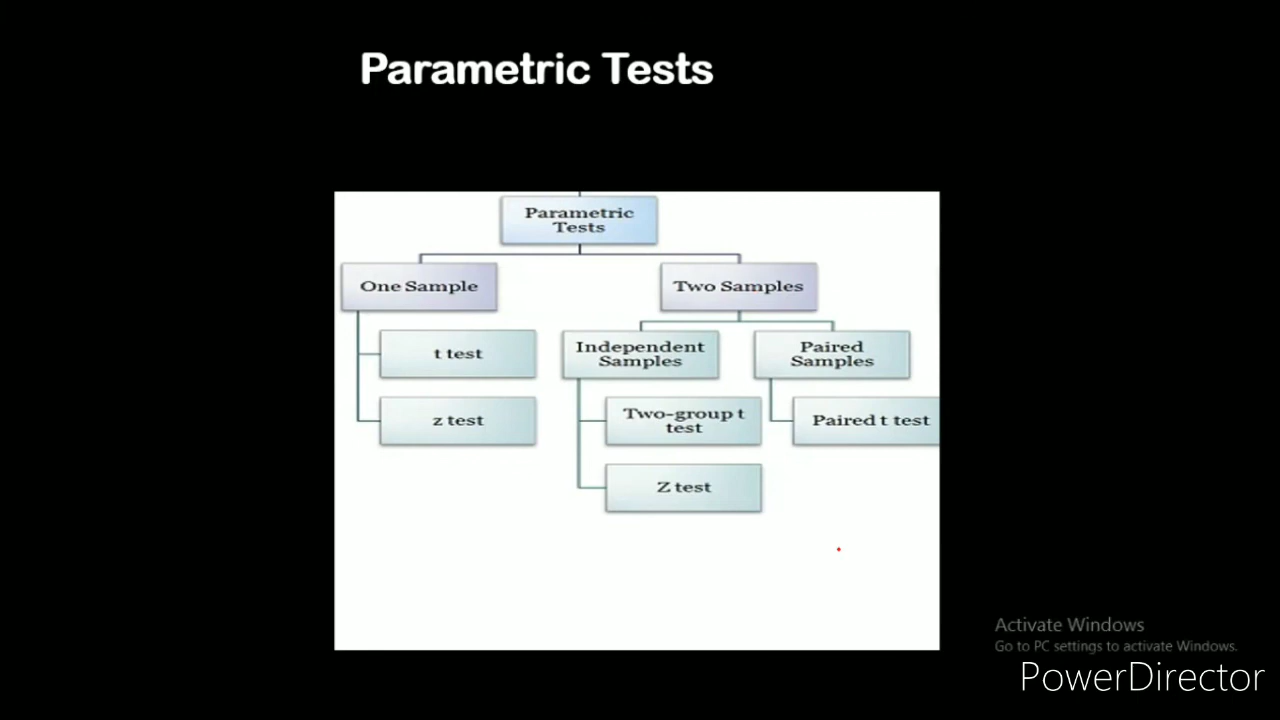 Parametric Tests
Parametric
Tests
One Sample
Two Samples
t test
z test
Independent
Samples
Paired
Samples
Two-group t
test
Z test
Paired t test
Activate Windows
Go to PC settings to activate Windows.
PowerDirector